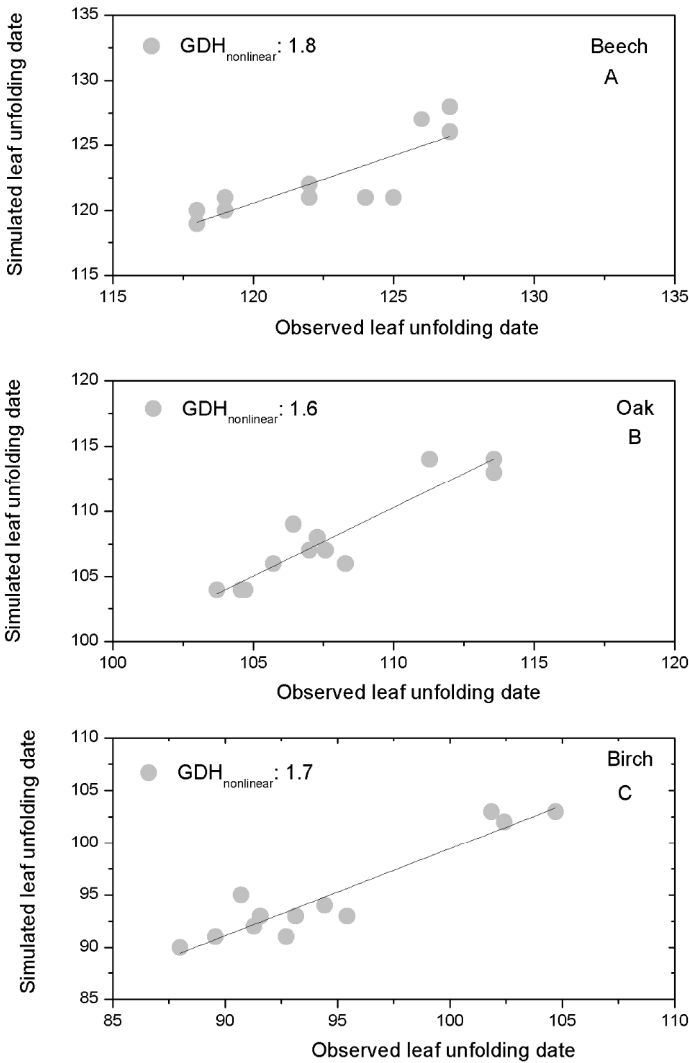 135
GDHnonlinear: 1.8
Beech
A
130
125
120
115
115 120 125 130 135
Simulated leaf unfolding date
Observed leaf unfolding date
120
GDHnonlinear: 1.6
Oak
B
115
110
105
100
100 105 110 115 120
Simulated leaf unfolding date
Observed leaf unfolding date
110
GDHnonlinear: 1.7
Birch
C
105
100
95
90
85
85 90 95 100 105 110
Simulated leaf unfolding date
Observed leaf unfolding date